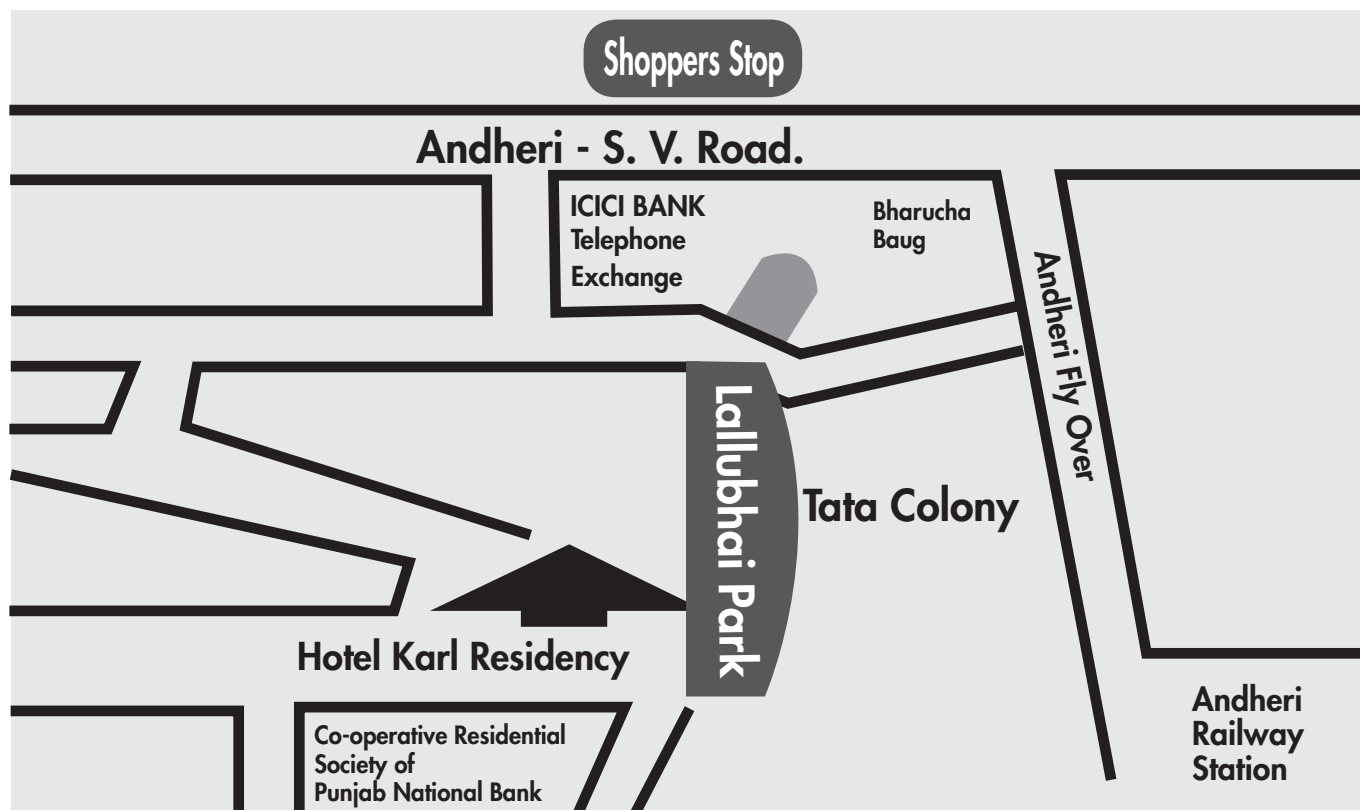 Shoppers Stop
Andheri - S. V. Road.
ICICI BANK
Telephone
Exchange
Bharucha
Baug
Andheri Fly Over
Lallubhai Park
Tata Colony
Hotel Karl Residency
Andheri
Railway
Station
Co-operative Residential
Society of
Punjab National Bank